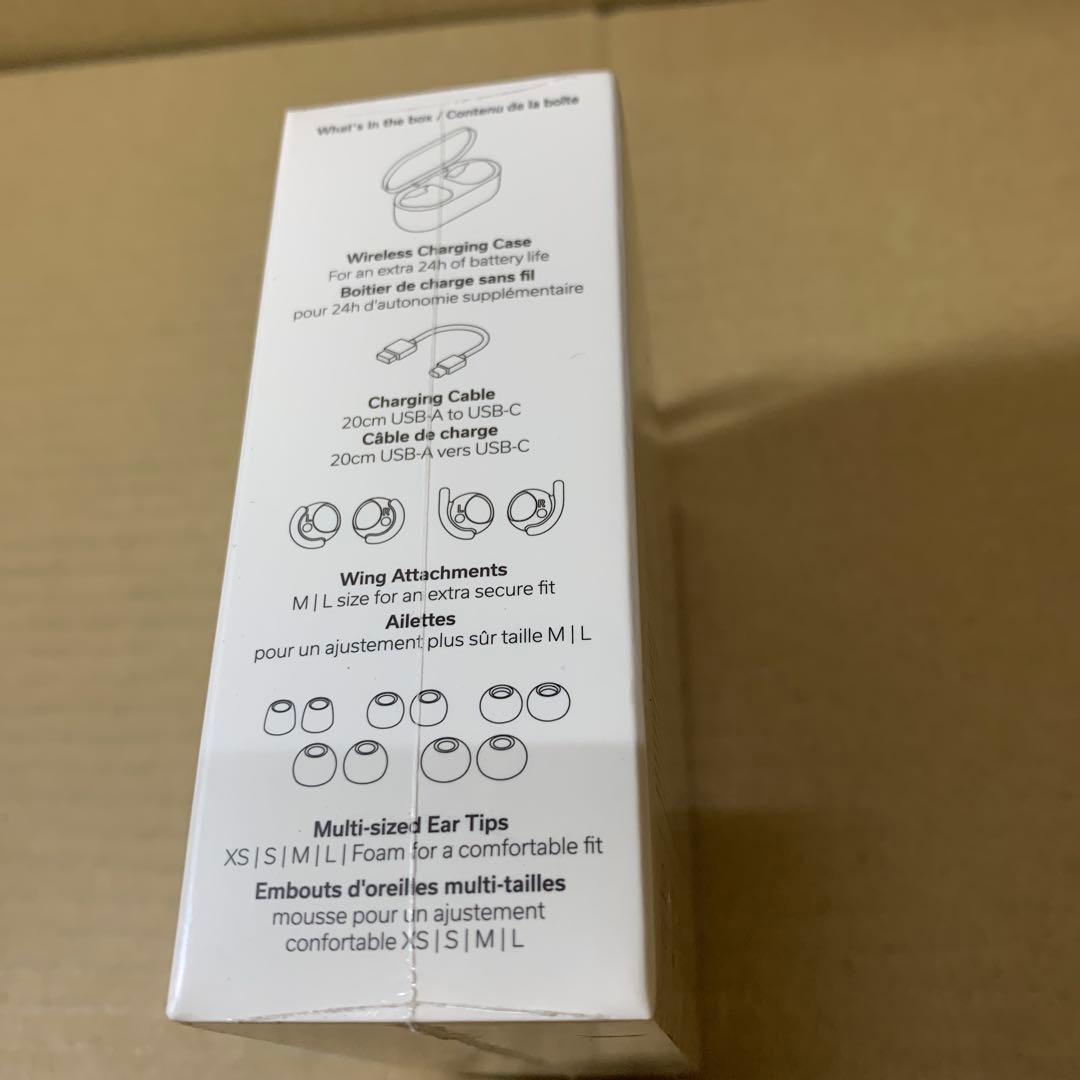 What's in the box / Contenu de la boîte
Wireless Charging Case
For an extra 24h of battery life
Boîtier de charge sans fil
pour 24h d'autonomie supplémentaire
Charging Cable
20cm USB-A to USB-C
Câble de charge
20cm USB-A vers USB-C
L R L R
Wing Attachments
M | L size for an extra secure fit
Ailettes
pour un ajustement plus sûr taille M | L
Multi-sized Ear Tips
XS | S | M | L | Foam for a comfortable fit
Embouts d'oreilles multi-tailles
mousse pour un ajustement
confortable XS | S | M | L